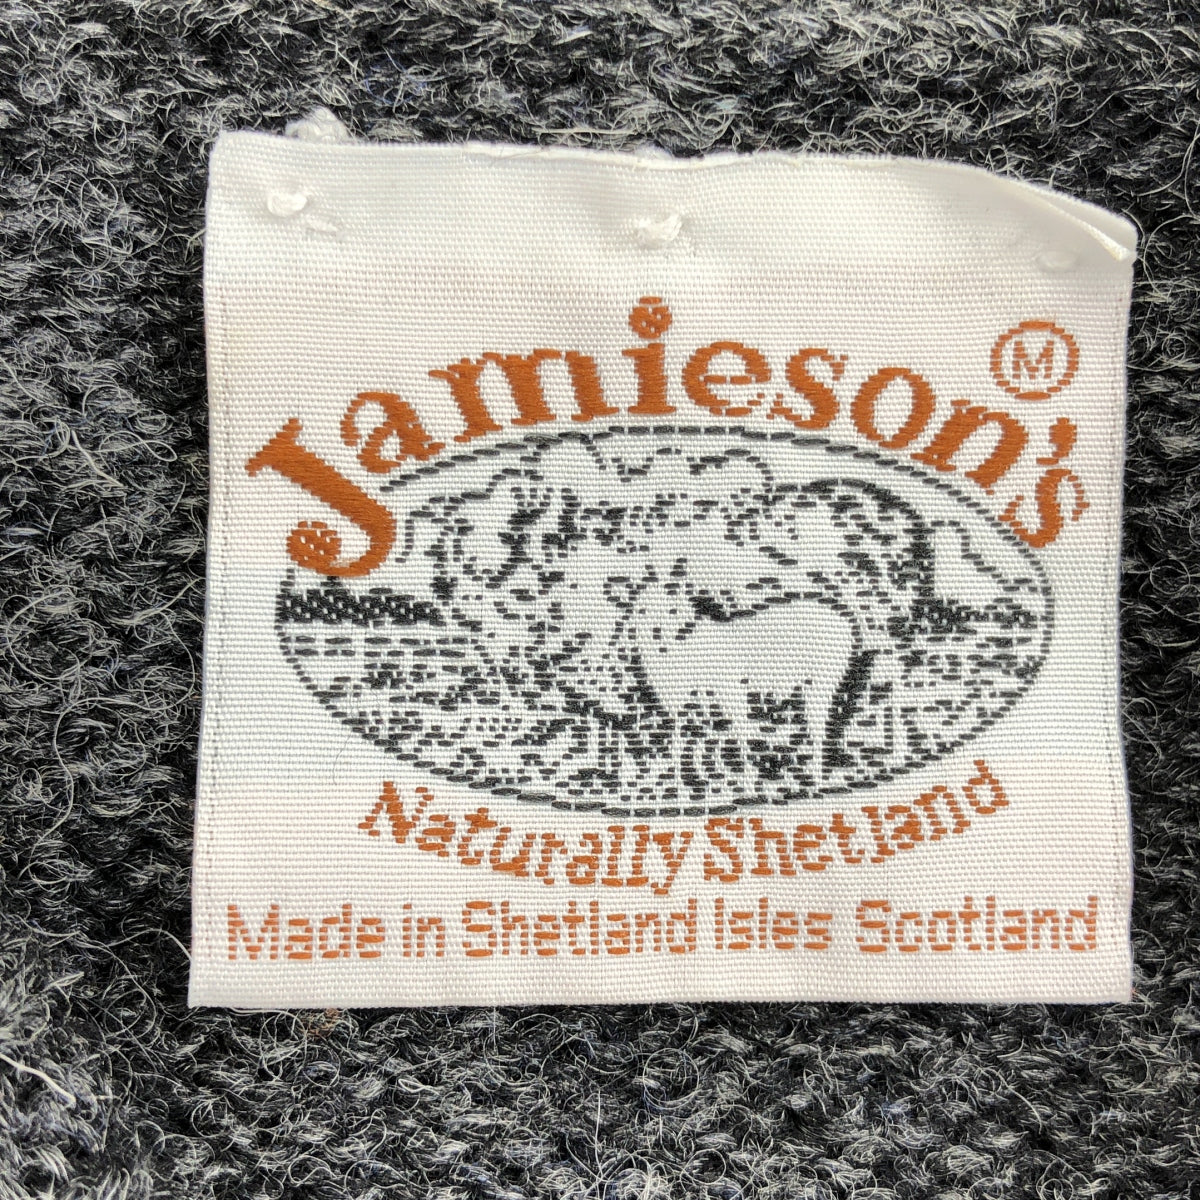 Jamieson's
M
Naturally Shetland
Made in Shetland Isles Scotland